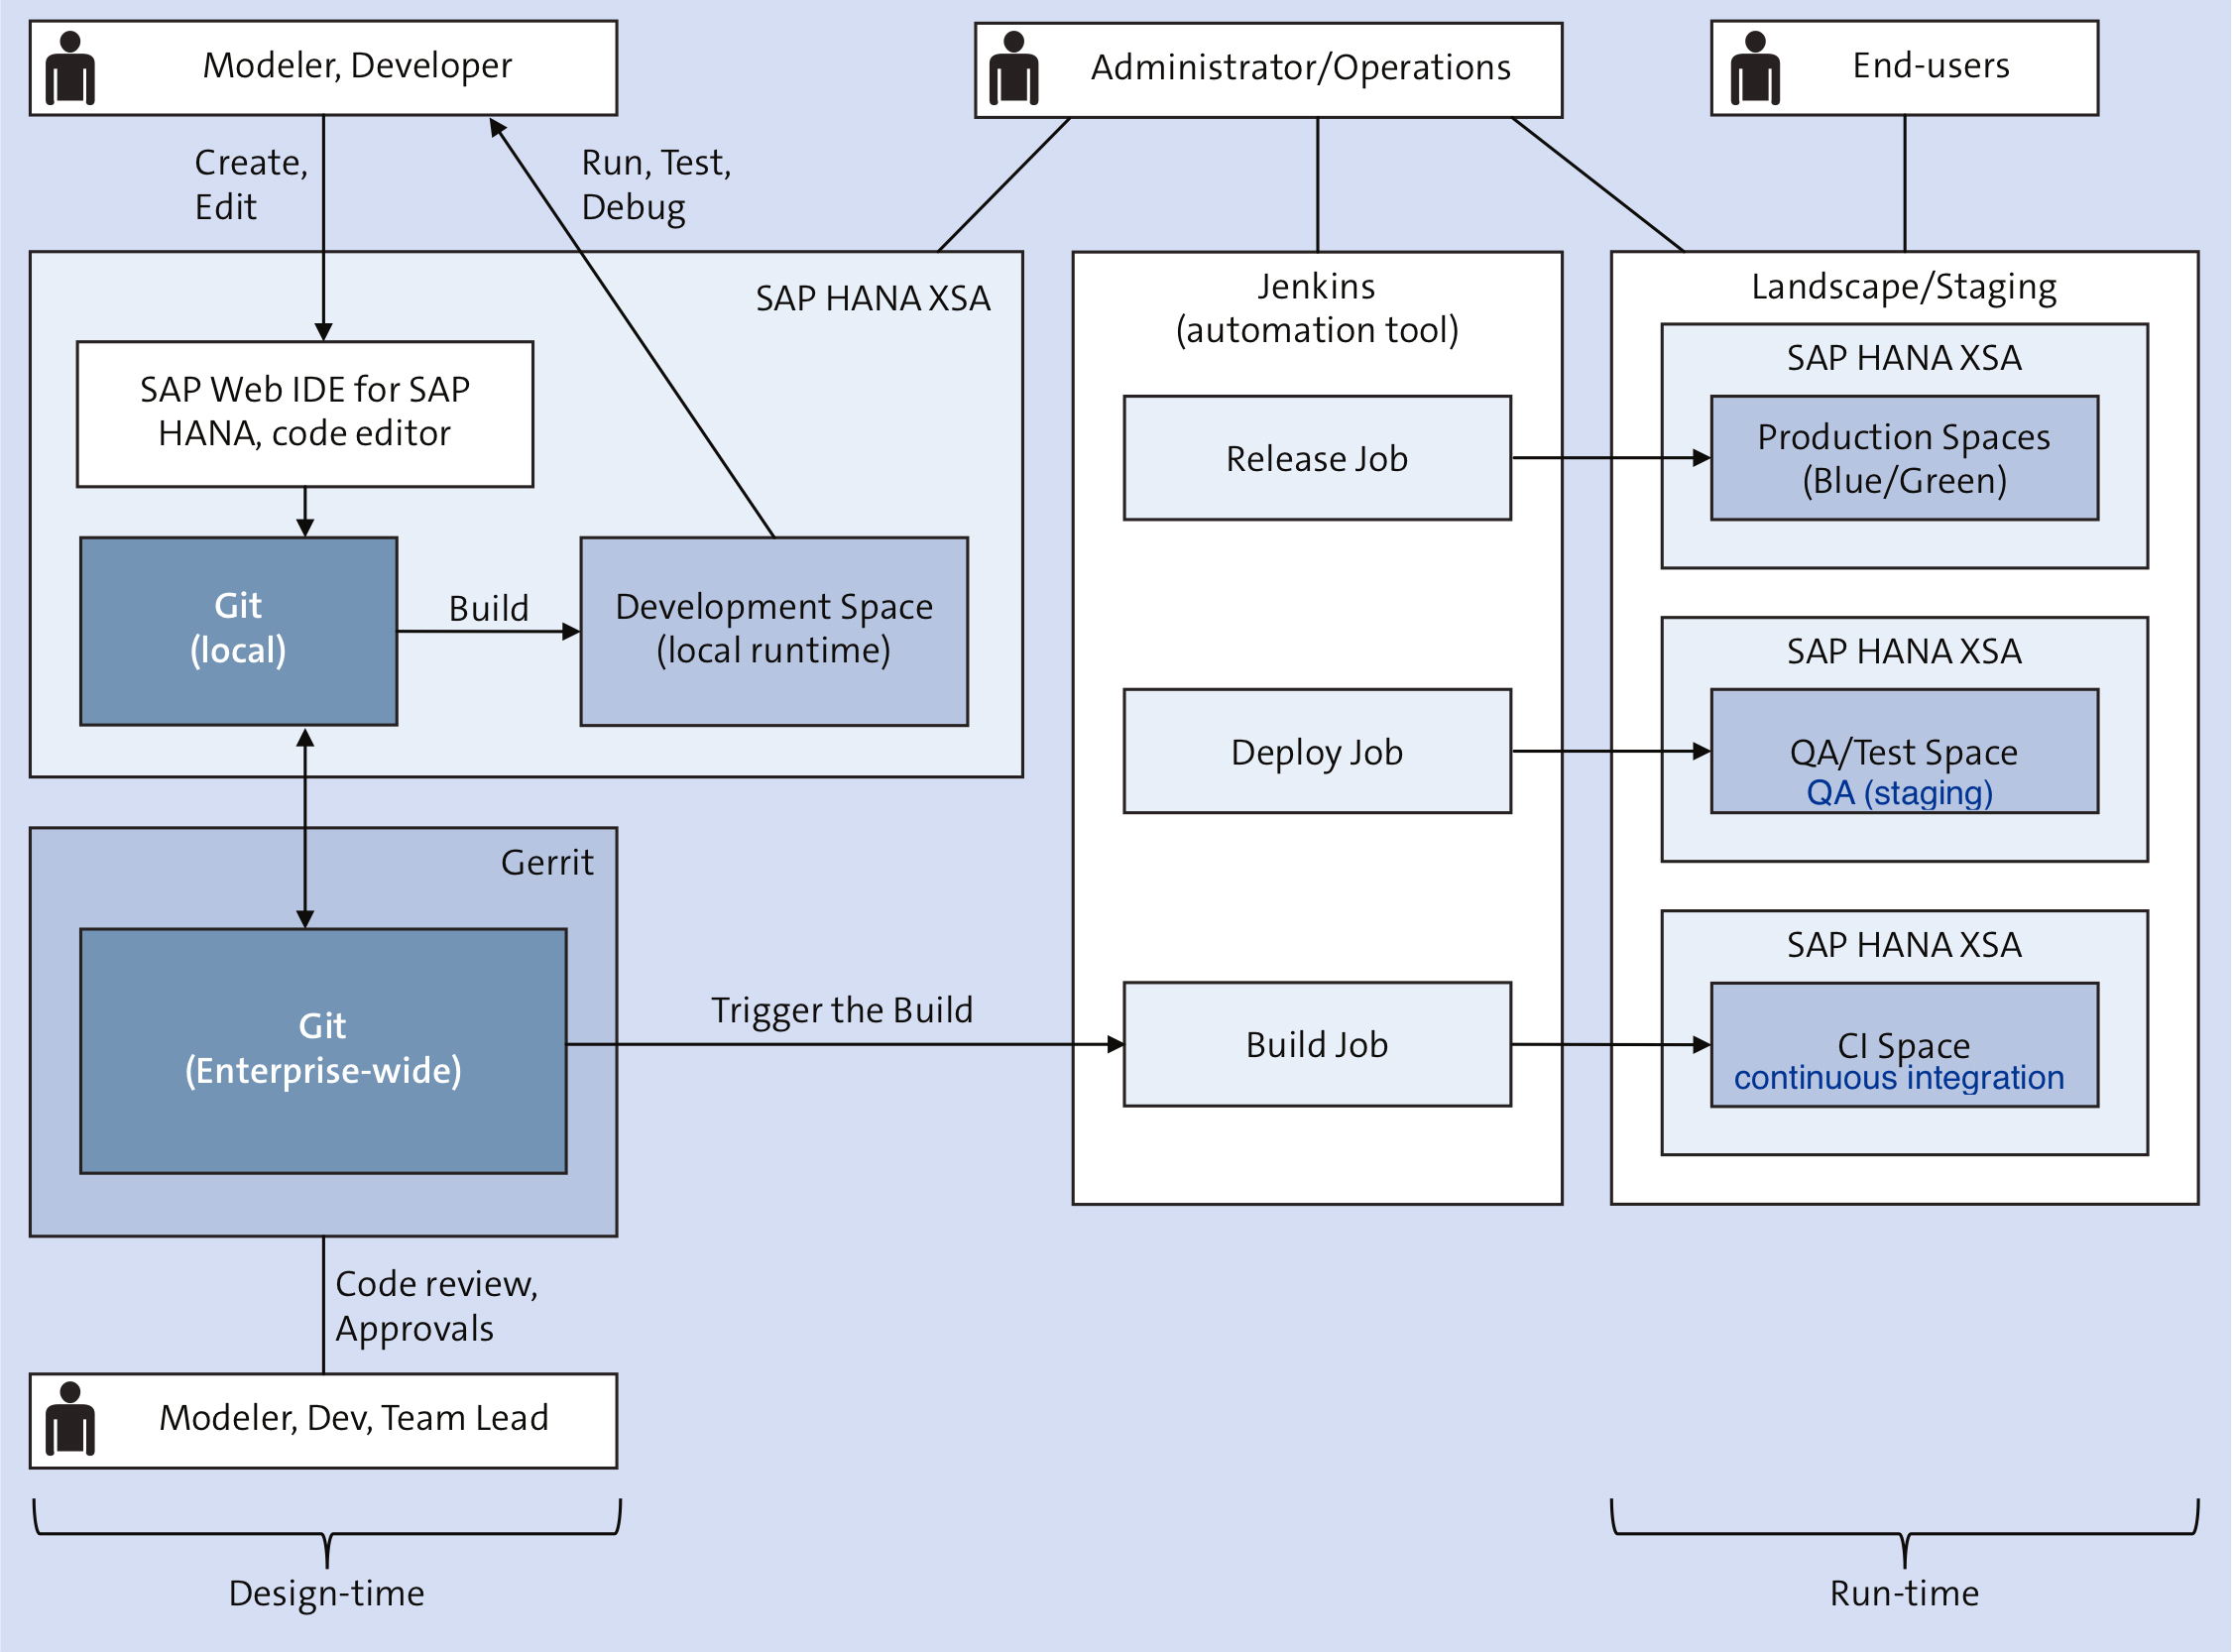 Modeler, Developer
Administrator/Operations
End-users
Create,
Edit
Run, Test,
Debug
SAP HANA XSA
SAP Web IDE for SAP
HANA, code editor
Git
(local)
Build
Development Space
(local runtime)
Gerrit
Git
(Enterprise-wide)
Trigger the Build
Code review,
Approvals
Modeler, Dev, Team Lead
Design-time
Jenkins
(automation tool)
Release Job
Deploy Job
Build Job
Landscape/Staging
SAP HANA XSA
Production Spaces
(Blue/Green)
SAP HANA XSA
QA/Test Space
QA (staging)
SAP HANA XSA
CI Space
continuous integration
Run-time